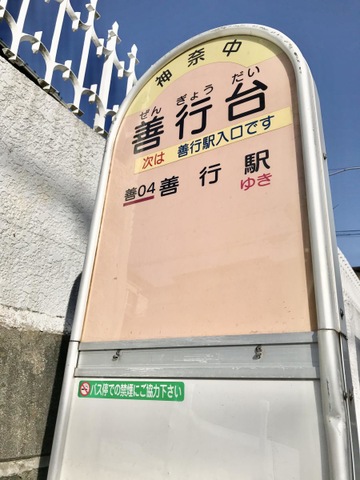 神奈中
ぜんぎょうだい
善行台
次は 善行駅入口です
善04 善行駅
ゆき
バス停での禁煙にご協力下さい